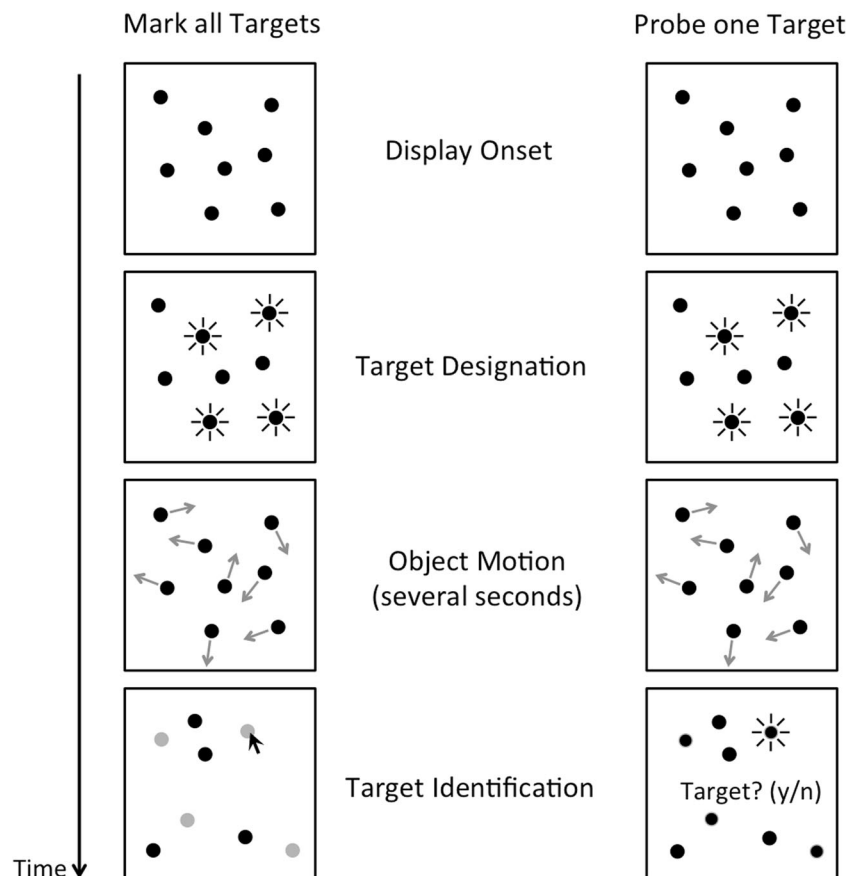 Mark all Targets
Probe one Target
Display Onset
Target Designation
Object Motion
(several seconds)
Target Identification
Target? (y/n)
Time